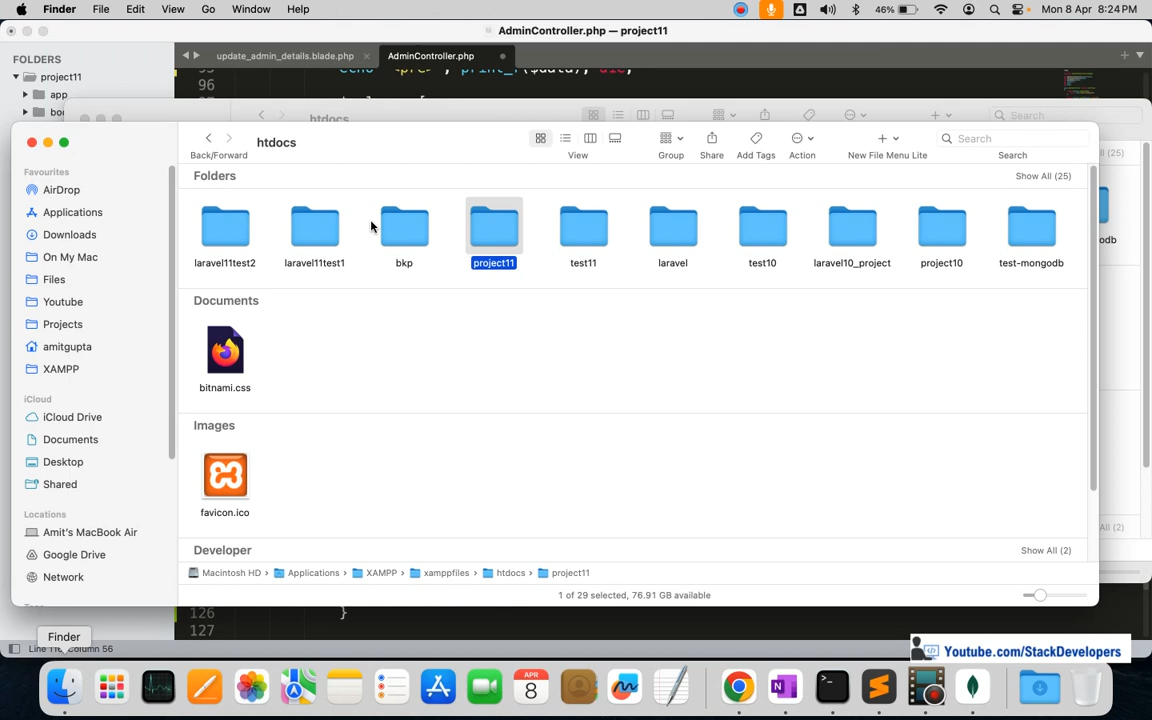 Finder File Edit View Go Window Help 46% Mon 8 Apr 8:24 PM
AdminController.php — project11
FOLDERS
update_admin_details.blade.php
AdminController.php
project11
96
app
htdocs
Search
htdocs
Back/Forward View Group Share Add Tags Action New File Menu Lite Search
Search
Favourites
AirDrop
Applications
Downloads
On My Mac
Files
Youtube
Projects
amitgupta
XAMPP
iCloud
iCloud Drive
Documents
Desktop
Shared
Locations
Amit's MacBook Air
Google Drive
Network
Folders Show All (25)
laravel11test2 laravel11test1 bkp project11 test11 laravel test10 laravel10_project project10 test-mongodb
Documents
bitnami.css
Images
favicon.ico
Developer Show All (2)
Macintosh HD › Applications › XAMPP › xamppfiles › htdocs › project11
1 of 29 selected, 76.91 GB available
126 }
127
Finder
Column 56
Youtube.com/StackDevelopers
APR
8